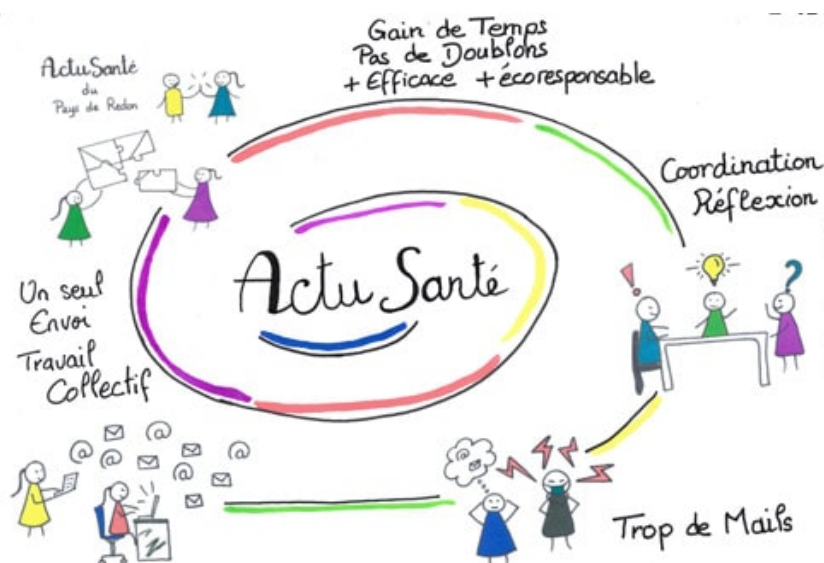 Gain de Temps
Pas de Doublons
+ Efficace + écoresponsable
ActuSanté
du
Pays de Redon
Coordination
Réflexion
Actu Santé
Un seul
Envoi
Travail
Collectif
Trop de Mails